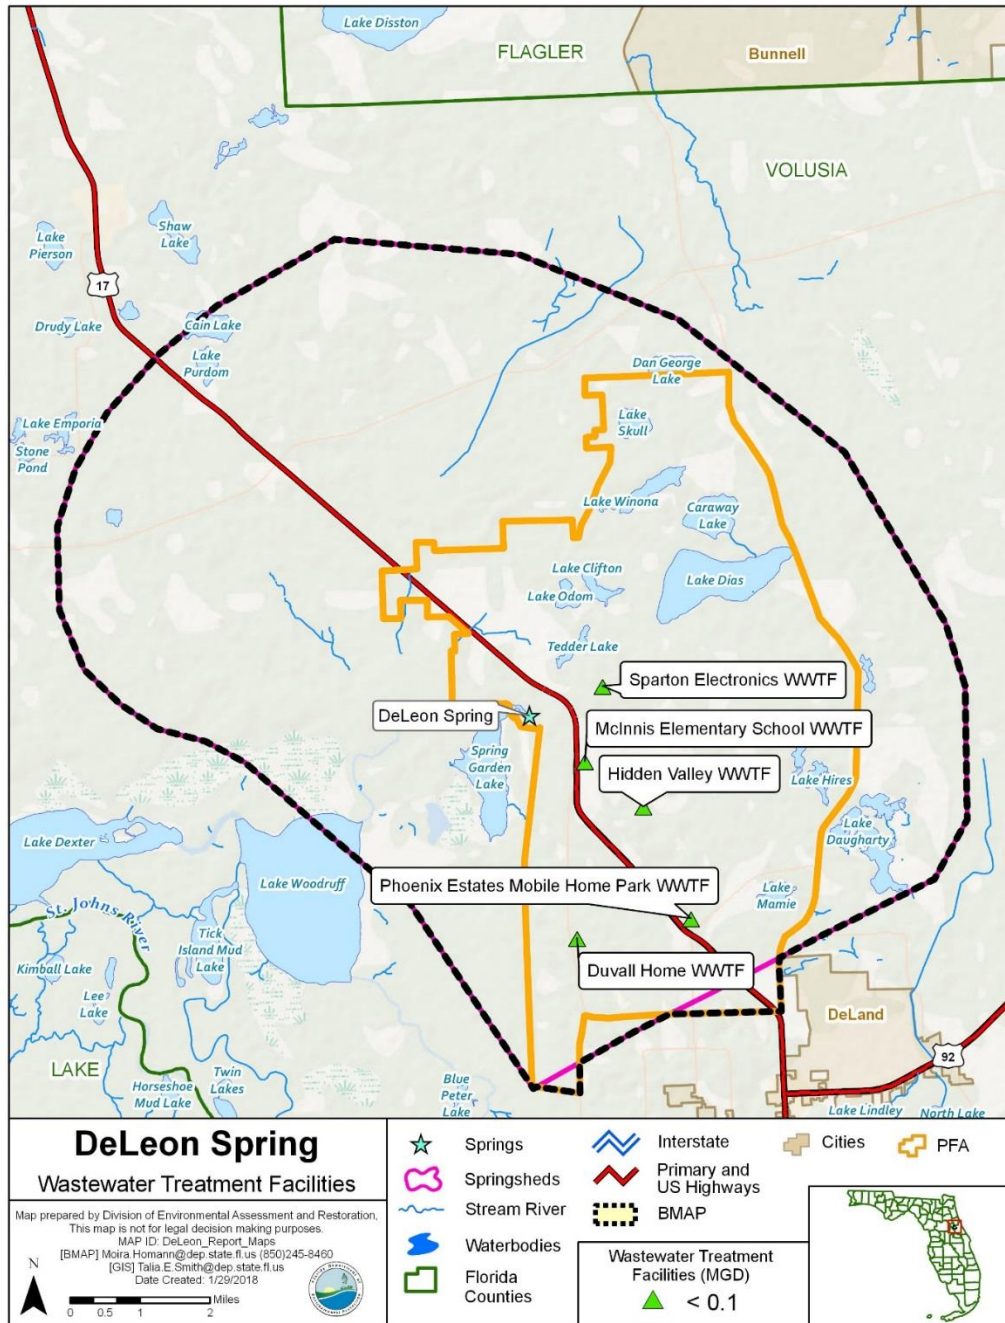 Lake Disston
FLAGLER
Bunnell
VOLUSIA
Shaw
Lake
Lake
Pierson
17
Drudy Lake
Cain Lake
Lake
Purdom
Dan George
Lake
Lake Emporia
Stone
Pond
Lake
Skull
Lake Winona
Caraway
Lake
Lake Clifton
Lake Dias
Lake Odom
Tedder Lake
Sparton Electronics WWTF
DeLeon Spring
McInnis Elementary School WWTF
Spring
Garden
Lake
Hidden Valley WWTF
Lake Hires
Lake Dexter
Lake
Daugharty
Lake Woodruff
Phoenix Estates Mobile Home Park WWTF
Lake
Mamie
St. Johns River
Tick
Island Mud
Lake
Kimball Lake
Duvall Home WWTF
Lee
Lake
DeLand
LAKE
92
Horseshoe
Mud Lake
Twin
Lakes
Blue
Peter
Lake
Lake Lindley
North Lake
DeLeon Spring
Wastewater Treatment Facilities
Map prepared by Division of Environmental Assessment and Restoration.
This map is not for legal decision making purposes.
MAP ID: DeLeon_Report_Maps
[BMAP] Moira.Homann@dep.state.fl.us (850)245-8460
[GIS] Talia.E.Smith@dep.state.fl.us
Date Created: 1/29/2018
N
Miles
0 0.5 1 2
Springs
Springsheds
Stream River
Waterbodies
Florida
Counties
Interstate
Primary and
US Highways
BMAP
Cities
PFA
Wastewater Treatment
Facilities (MGD)
< 0.1